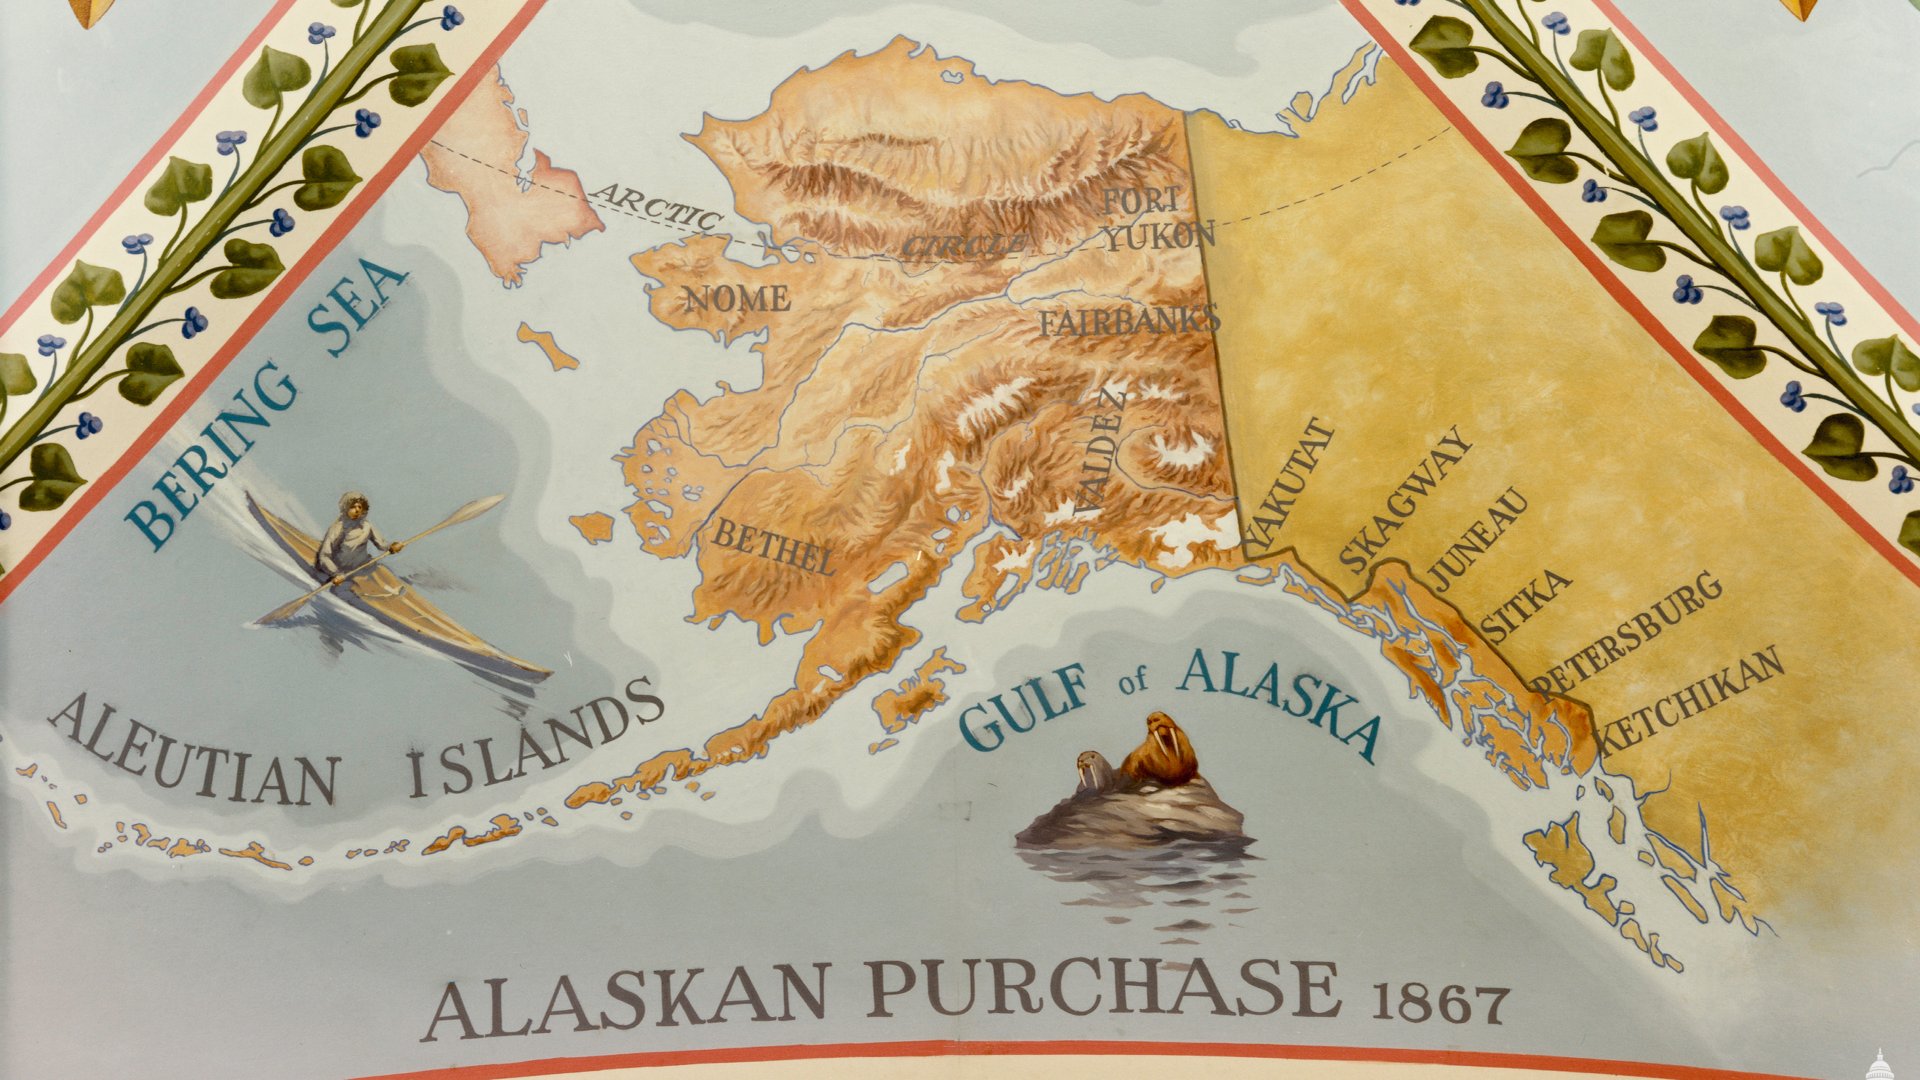 ARCTIC
CIRCLE
FORT
YUKON
NOME
FAIRBANKS
BERING SEA
VALDEZ
YAKUTAT
SKAGWAY
JUNEAU
BETHEL
SITKA
PETERSBURG
KETCHIKAN
GULF of ALASKA
ALEUTIAN ISLANDS
ALASKAN PURCHASE 1867